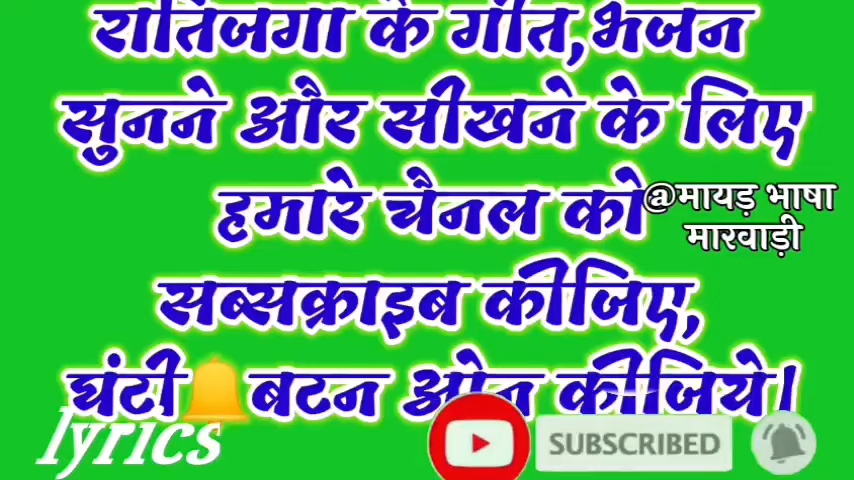 रातिजगा के गीत,भजन
सुनने और सीखने के लिए
हमारे चैनल को
@मायड़ भाषा
मारवाड़ी
सब्सक्राइब कीजिए,
घंटी🔔बटन ओन कीजिये।
lyrics
SUBSCRIBED